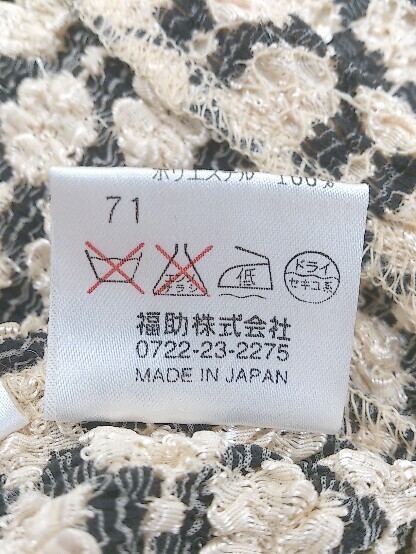 ポリエステル 100%
71
エンソ
サラシ
低
ドライ
セキユ系
福助株式会社
0722-23-2275
MADE IN JAPAN